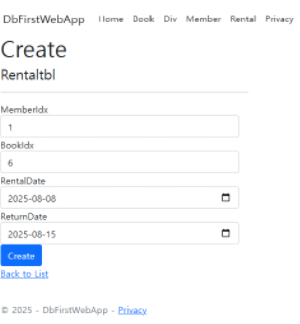 DbFirstWebApp Home Book Div Member Rental Privacy
Create
Rentaltbl
MemberIdx
1
BookIdx
6
RentalDate
2025-08-08
ReturnDate
2025-08-15
Create
Back to List
© 2025 - DbFirstWebApp - Privacy